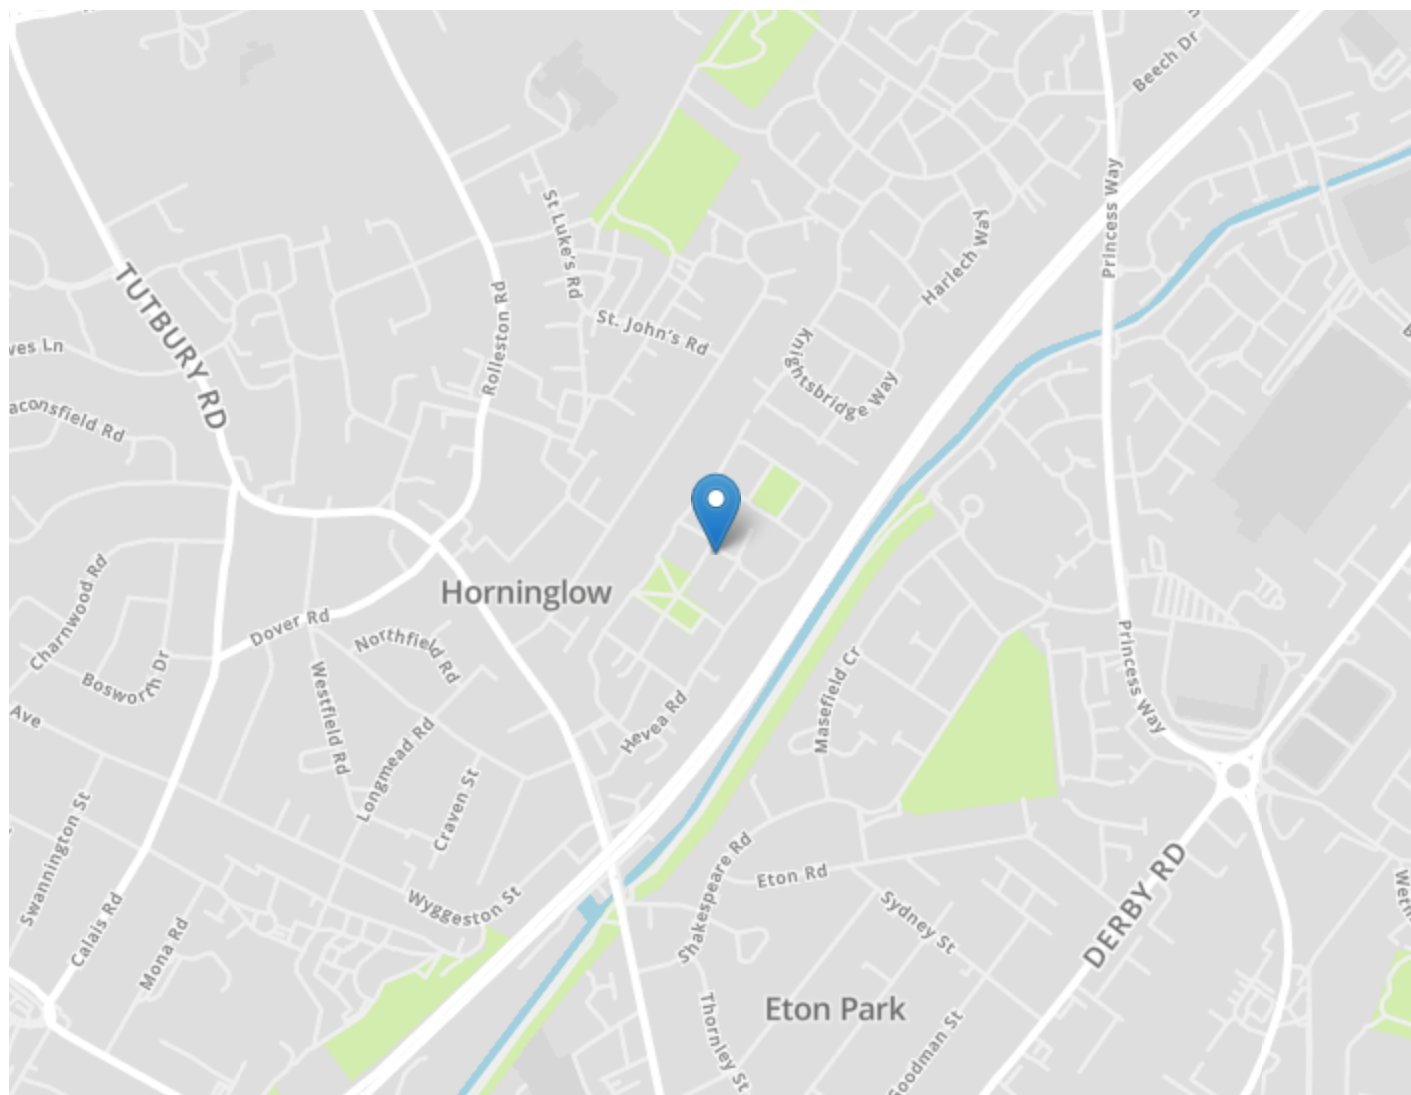 Beech Dr
Princess Way
St Luke's Rd
Harlech Way
TUTBURY RD
Rolleston Rd
St. John's Rd
Knightsbridge Way
ves Ln
aconsfield Rd
Charnwood Rd
Horninglow
Dover Rd
Northfield Rd
Bosworth Dr
Westfield Rd
Masefield Cr
Princess Way
Ave
Hevea Rd
Longmead Rd
Craven St
Swannington St
Shakespeare Rd
Eton Rd
DERBY RD
Wyggeston St
Sydney St
Calais Rd
Mona Rd
Eton Park
Thornley St
Goodman St